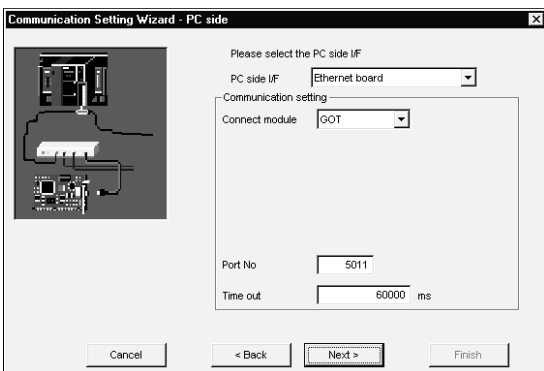 Communication Setting Wizard - PC side
Please select the PC side I/F
PC side I/F Ethernet board
Communication setting
Connect module GOT
Port No 5011
Time out 60000 ms
Cancel < Back Next > Finish